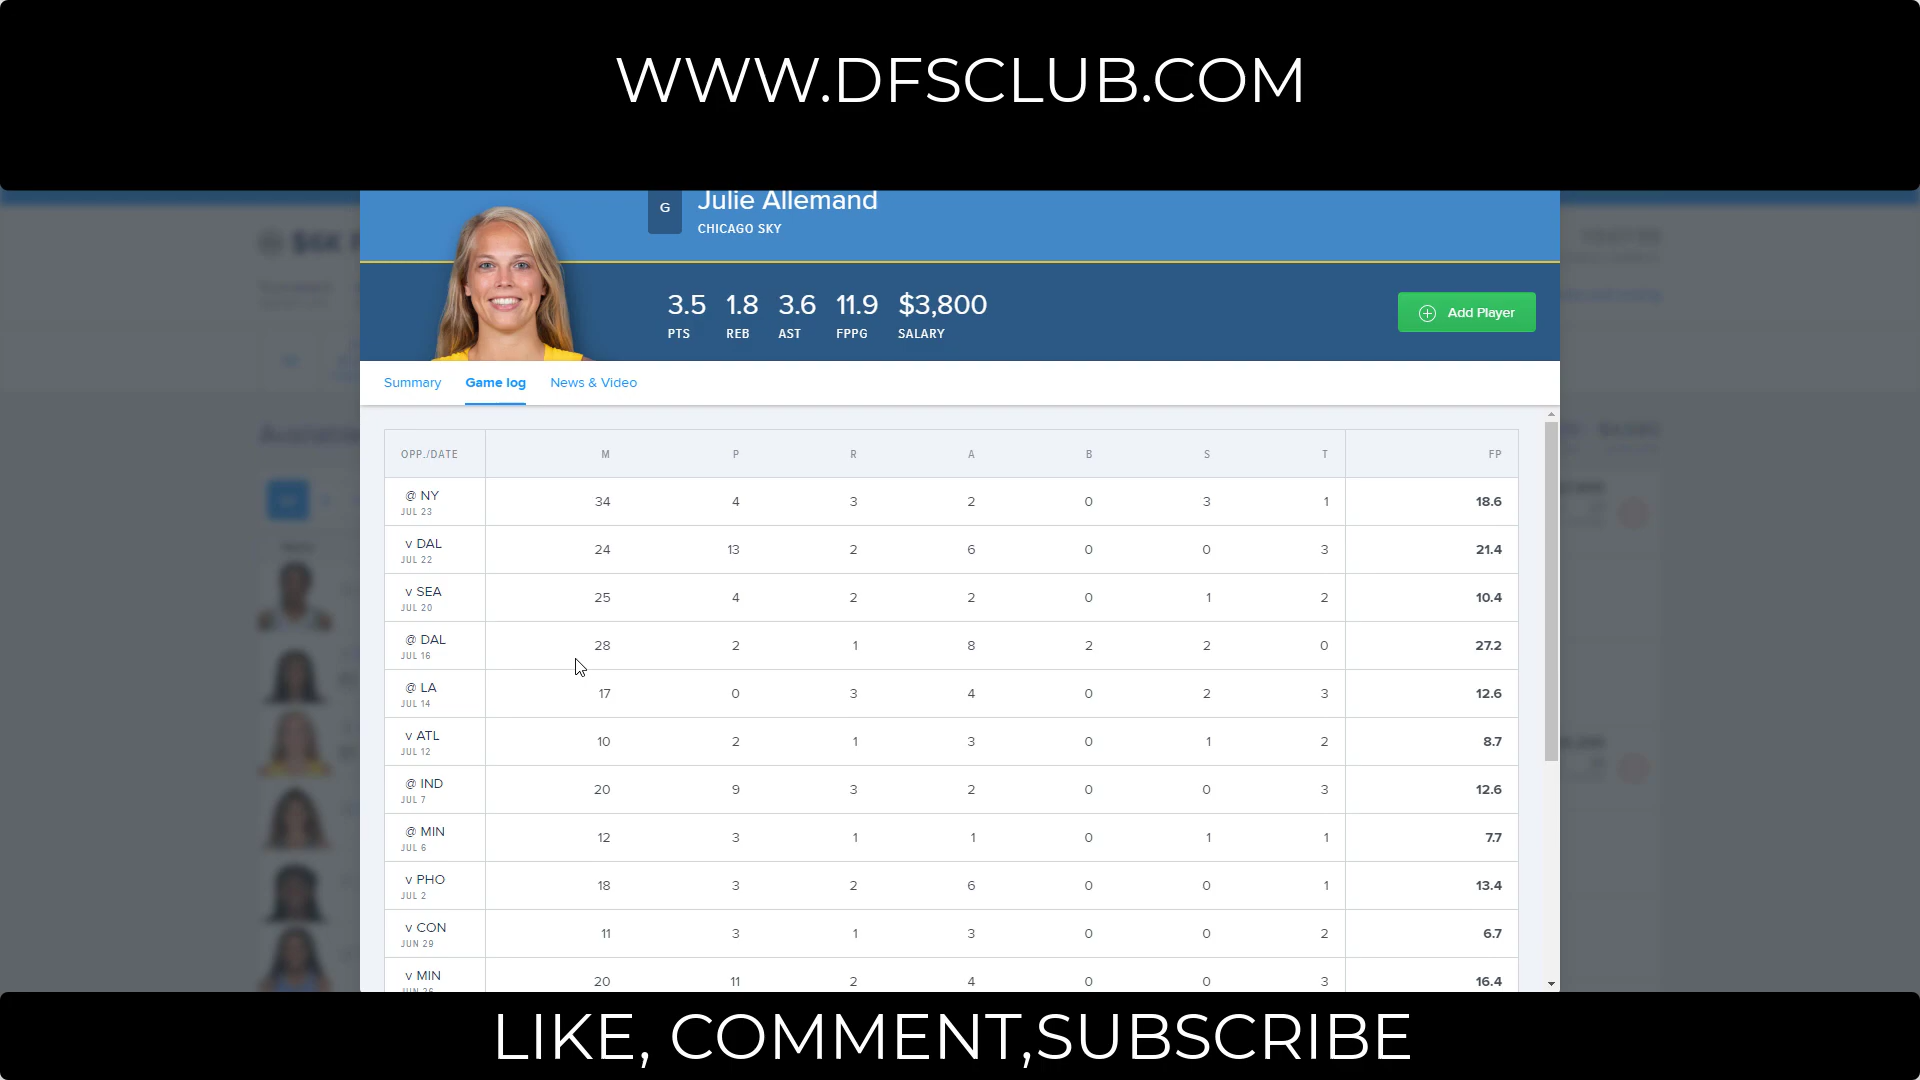 WWW.DFSCLUB.COM
G
Julie Allemand
CHICAGO SKY
3.5 1.8 3.6 11.9 $3,800
PTS REB AST FPPG SALARY
Add Player
Summary Game log News & Video
OPP./DATE M P R A B S T FP
@ NY 34 4 3 2 0 3 1 18.6
JUL 23
v DAL 24 13 2 6 0 0 3 21.4
JUL 22
v SEA 25 4 2 2 0 1 2 10.4
JUL 20
@ DAL 28 2 1 8 2 2 0 27.2
JUL 16
@ LA 17 0 3 4 0 2 3 12.6
JUL 14
v ATL 10 2 1 3 0 1 2 8.7
JUL 12
@ IND 20 9 3 2 0 0 3 12.6
JUL 7
@ MIN 12 3 1 1 0 1 1 7.7
JUL 6
v PHO 18 3 2 6 0 0 1 13.4
JUL 2
v CON 11 3 1 3 0 0 2 6.7
JUN 29
v MIN 20 11 2 4 0 0 3 16.4
LIKE, COMMENT,SUBSCRIBE